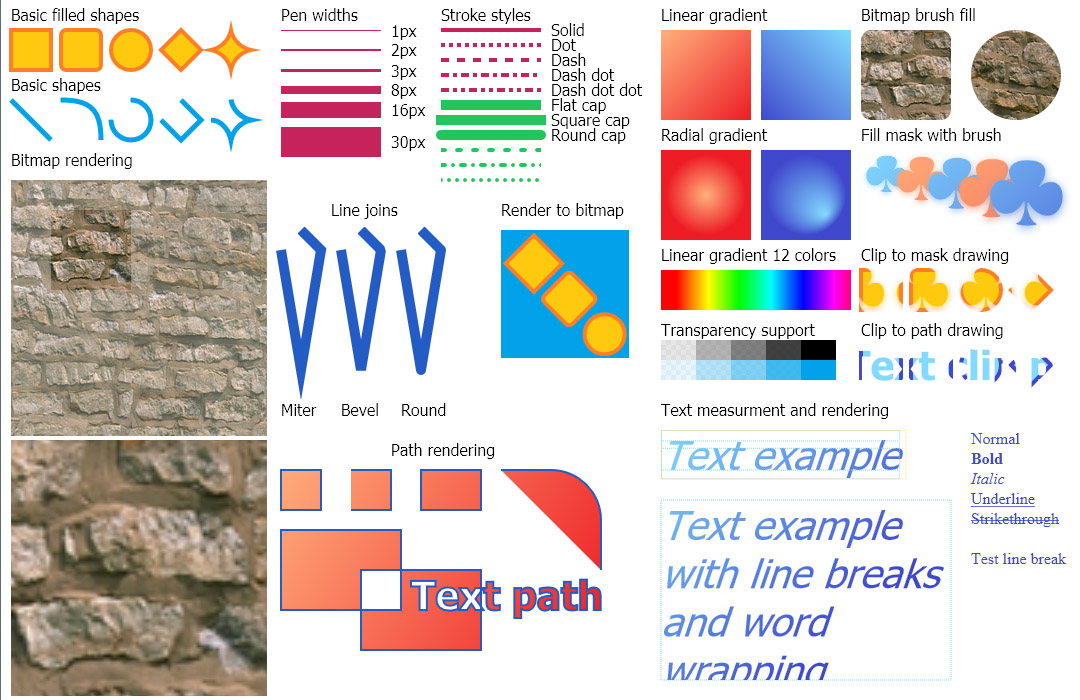 Basic filled shapes
Basic shapes
Bitmap rendering
Pen widths
1px
2px
3px
8px
16px
30px
Stroke styles
Solid
Dot
Dash
Dash dot
Dash dot dot
Flat cap
Square cap
Round cap
Line joins
Miter Bevel Round
Render to bitmap
Path rendering
Text path
Linear gradient
Radial gradient
Linear gradient 12 colors
Transparency support
Bitmap brush fill
Fill mask with brush
Clip to mask drawing
Clip to path drawing
Text clip
Text measurment and rendering
Text example
Text example
with line breaks
and word
wrapping
Normal
Bold
Italic
Underline
Strikethrough
Test line break